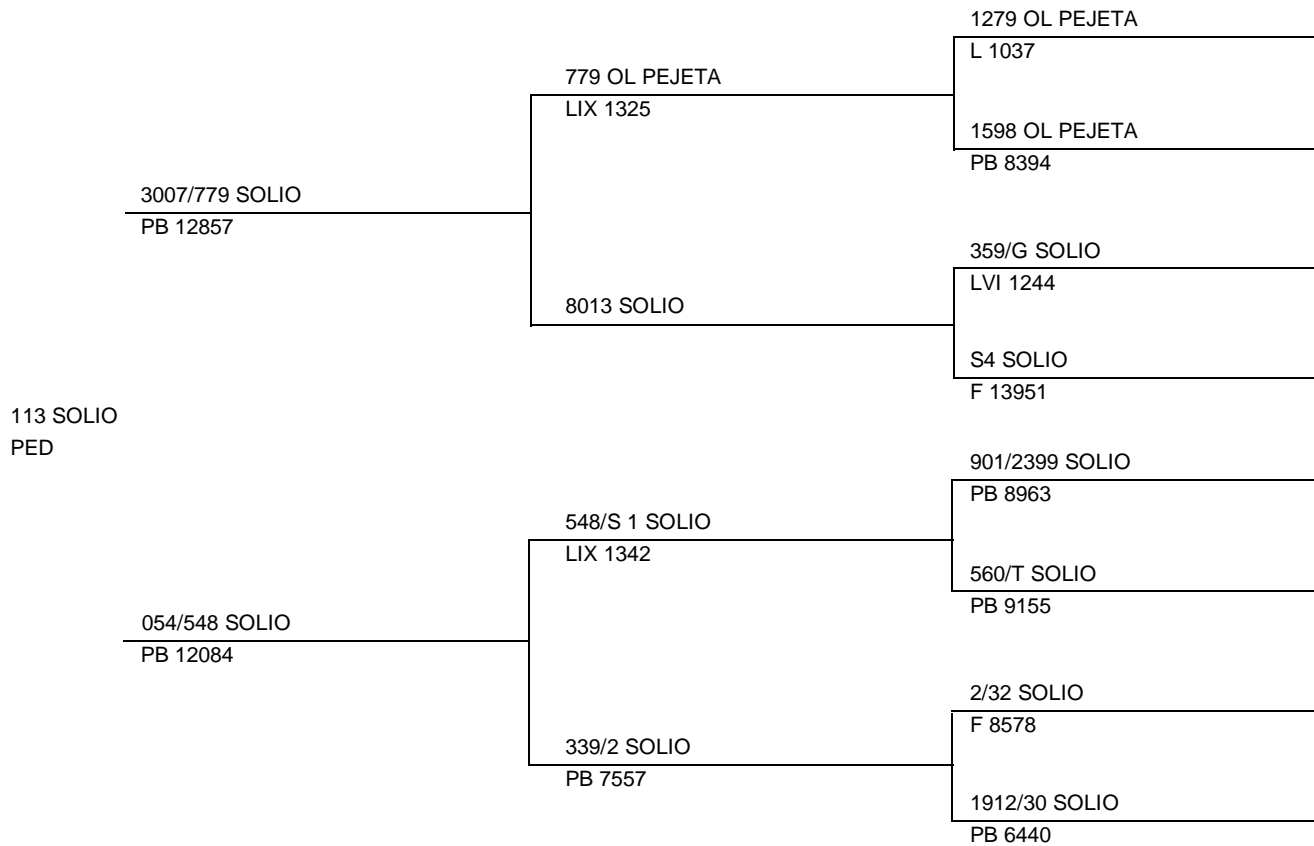 1279 OL PEJETA
L 1037
779 OL PEJETA
LIX 1325
1598 OL PEJETA
PB 8394
3007/779 SOLIO
PB 12857
359/G SOLIO
LVI 1244
8013 SOLIO
S4 SOLIO
F 13951
113 SOLIO
PED
901/2399 SOLIO
PB 8963
548/S 1 SOLIO
LIX 1342
560/T SOLIO
PB 9155
054/548 SOLIO
PB 12084
2/32 SOLIO
F 8578
339/2 SOLIO
PB 7557
1912/30 SOLIO
PB 6440